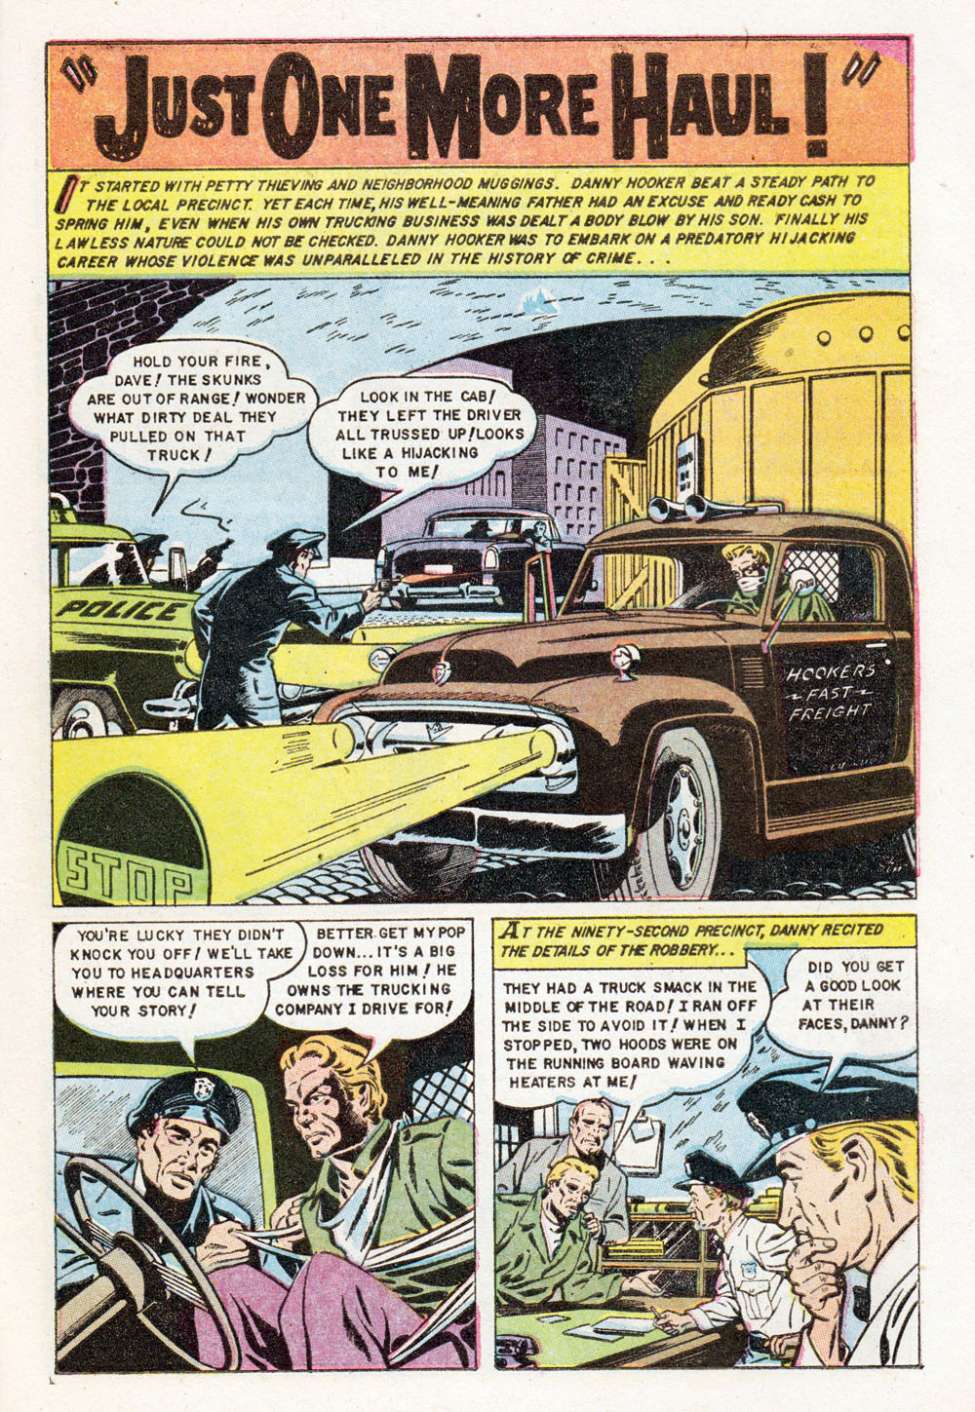 "JUST ONE MORE HAUL!"
IT STARTED WITH PETTY THIEVING AND NEIGHBORHOOD MUGGINGS. DANNY HOOKER BEAT A STEADY PATH TO
THE LOCAL PRECINCT. YET EACH TIME, HIS WELL-MEANING FATHER HAD AN EXCUSE AND READY CASH TO
SPRING HIM, EVEN WHEN HIS OWN TRUCKING BUSINESS WAS DEALT A BODY BLOW BY HIS SON. FINALLY HIS
LAWLESS NATURE COULD NOT BE CHECKED. DANNY HOOKER WAS TO EMBARK ON A PREDATORY HIJACKING
CAREER WHOSE VIOLENCE WAS UNPARALLELED IN THE HISTORY OF CRIME...
HOLD YOUR FIRE,
DAVE! THE SKUNKS
ARE OUT OF RANGE! WONDER
WHAT DIRTY DEAL THEY
PULLED ON THAT
TRUCK!
LOOK IN THE CAB!
THEY LEFT THE DRIVER
ALL TRUSSED UP! LOOKS
LIKE A HIJACKING
TO ME!
POLICE
HOOKERS
FAST
FREIGHT
STOP
YOU'RE LUCKY THEY DIDN'T
KNOCK YOU OFF! WE'LL TAKE
YOU TO HEADQUARTERS
WHERE YOU CAN TELL
YOUR STORY!
BETTER GET MY POP
DOWN... IT'S A BIG
LOSS FOR HIM! HE
OWNS THE TRUCKING
COMPANY I DRIVE FOR!
AT THE NINETY-SECOND PRECINCT, DANNY RECITED
THE DETAILS OF THE ROBBERY...
THEY HAD A TRUCK SMACK IN THE
MIDDLE OF THE ROAD! I RAN OFF
THE SIDE TO AVOID IT! WHEN I
STOPPED, TWO HOODS WERE ON
THE RUNNING BOARD WAVING
HEATERS AT ME!
DID YOU GET
A GOOD LOOK
AT THEIR
FACES, DANNY?